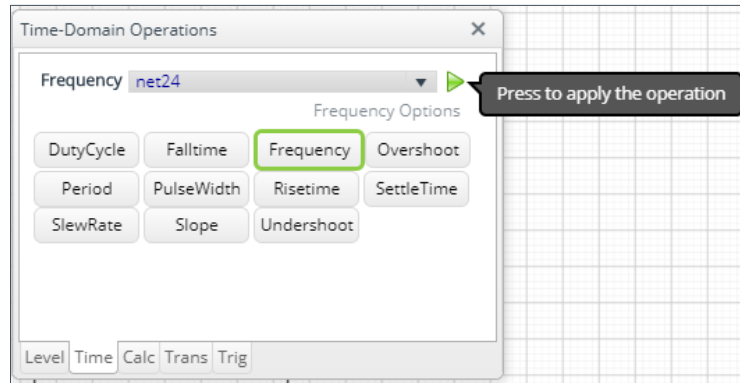 Time-Domain Operations
Frequency net24
Press to apply the operation
Frequency Options
DutyCycle Falltime Frequency Overshoot
Period PulseWidth Risetime SettleTime
SlewRate Slope Undershoot
Level Time Calc Trans Trig